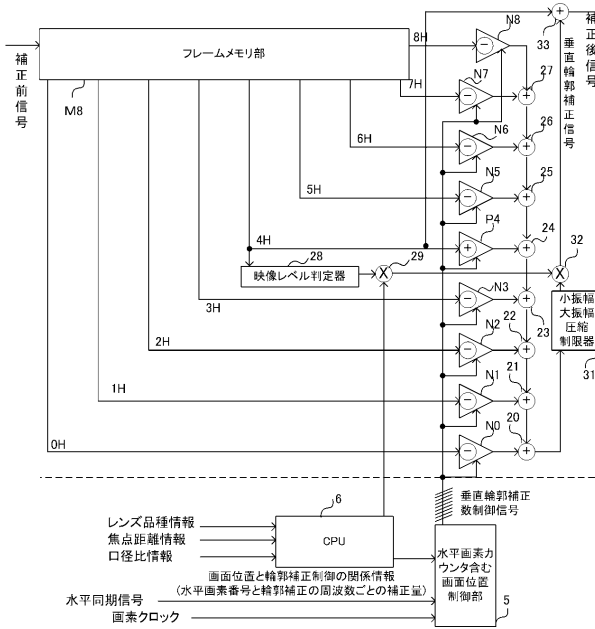 補正前信号
フレームメモリ部
M8
8H
7H
6H
5H
4H
3H
2H
1H
0H
N8
N7
N6
N5
P4
N3
N2
N1
N0
33
27
26
25
24
23
22
21
20
垂直輪郭補正信号
補正後信号
28
映像レベル判定器
29
32
小振幅
大振幅
圧縮
制限器
31
垂直輪郭補正
数制御信号
6
CPU
レンズ品種情報
焦点距離情報
口径比情報
画面位置と輪郭補正制御の関係情報
(水平画素番号と輪郭補正の周波数ごとの補正量)
水平同期信号
画素クロック
水平画素カ
ウンタ含む
画面位置
制御部
5